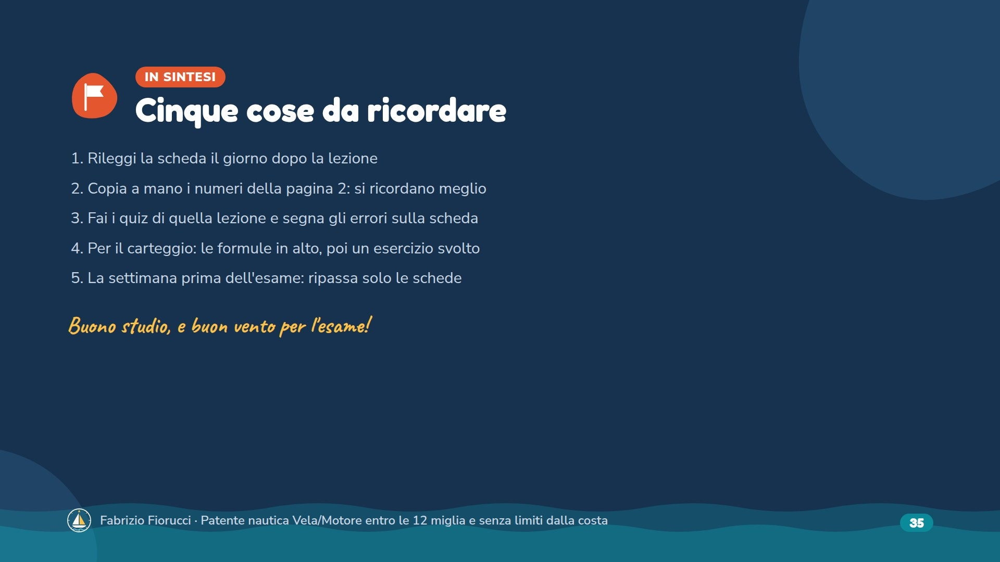 IN SINTESI
Cinque cose da ricordare
1. Rileggi la scheda il giorno dopo la lezione
2. Copia a mano i numeri della pagina 2: si ricordano meglio
3. Fai i quiz di quella lezione e segna gli errori sulla scheda
4. Per il carteggio: le formule in alto, poi un esercizio svolto
5. La settimana prima dell'esame: ripassa solo le schede
Buono studio, e buon vento per l'esame!
Fabrizio Fiorucci · Patente nautica Vela/Motore entro le 12 miglia e senza limiti dalla costa
35